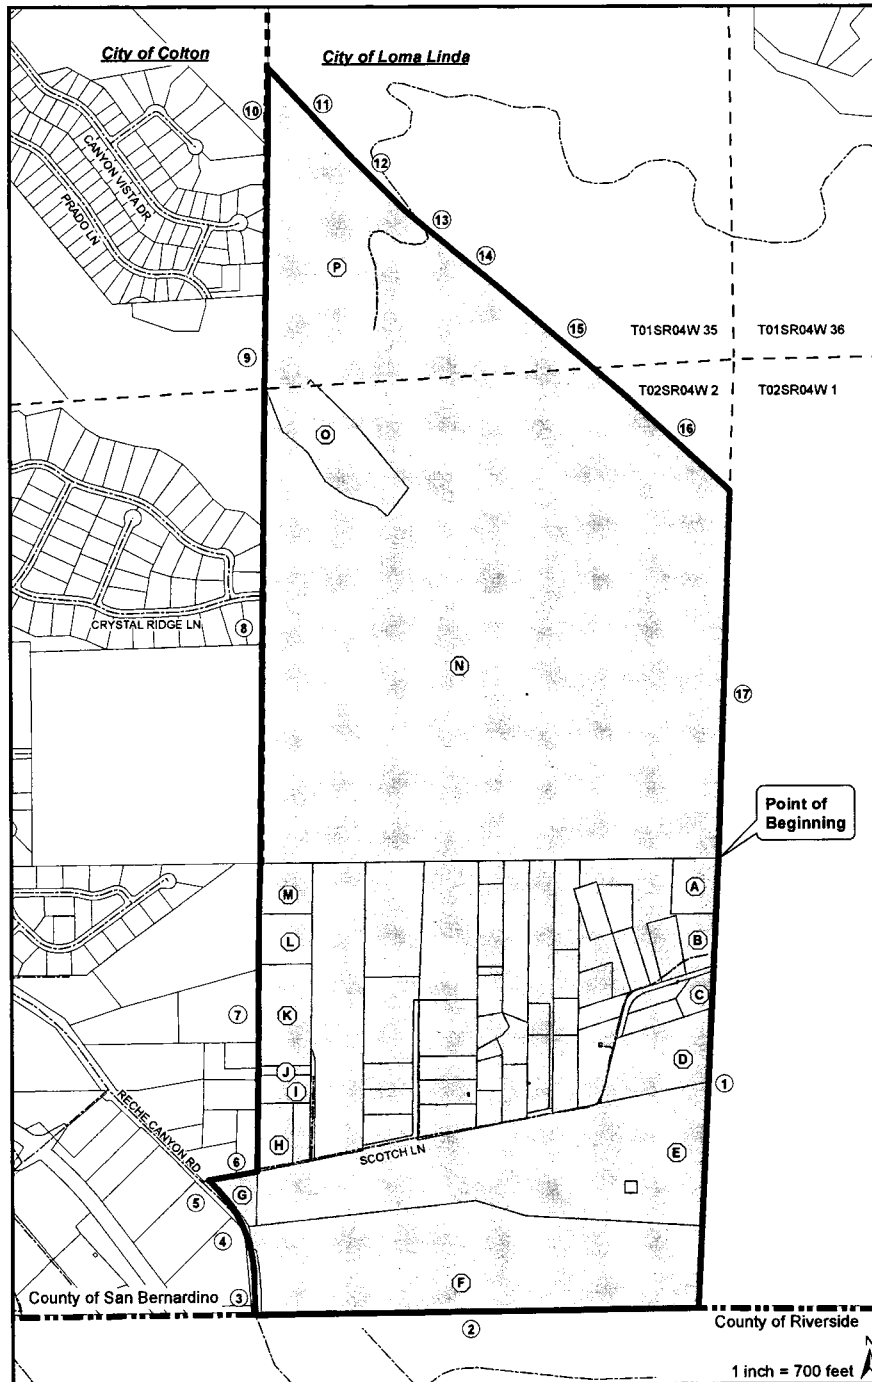 City of Colton
City of Loma Linda
10
11
CANYON VISTA DR
12
PRADO LN
13
14
P
15
T01SR04W 35
T01SR04W 36
9
T02SR04W 2
T02SR04W 1
O
16
CRYSTAL RIDGE LN
8
N
17
Point of
Beginning
M
A
L
B
C
K
7
D
J
I
1
RECHE CANYON RD
H
SCOTCH LN
E
6
G
5
4
F
County of San Bernardino
3
2
County of Riverside
N
1 inch = 700 feet